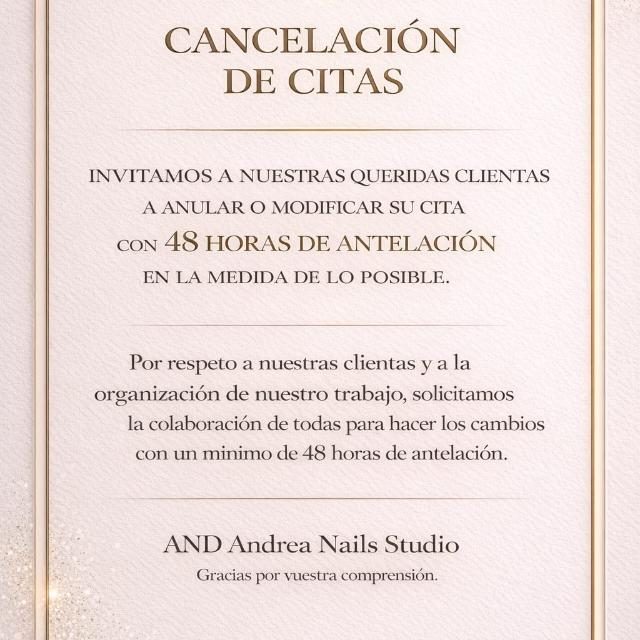 CANCELACIÓN
DE CITAS
INVITAMOS A NUESTRAS QUERIDAS CLIENTAS
A ANULAR O MODIFICAR SU CITA
CON 48 HORAS DE ANTELACIÓN
EN LA MEDIDA DE LO POSIBLE.
Por respeto a nuestras clientas y a la
organización de nuestro trabajo, solicitamos
la colaboración de todas para hacer los cambios
con un minimo de 48 horas de antelación.
AND Andrea Nails Studio
Gracias por vuestra comprensión.